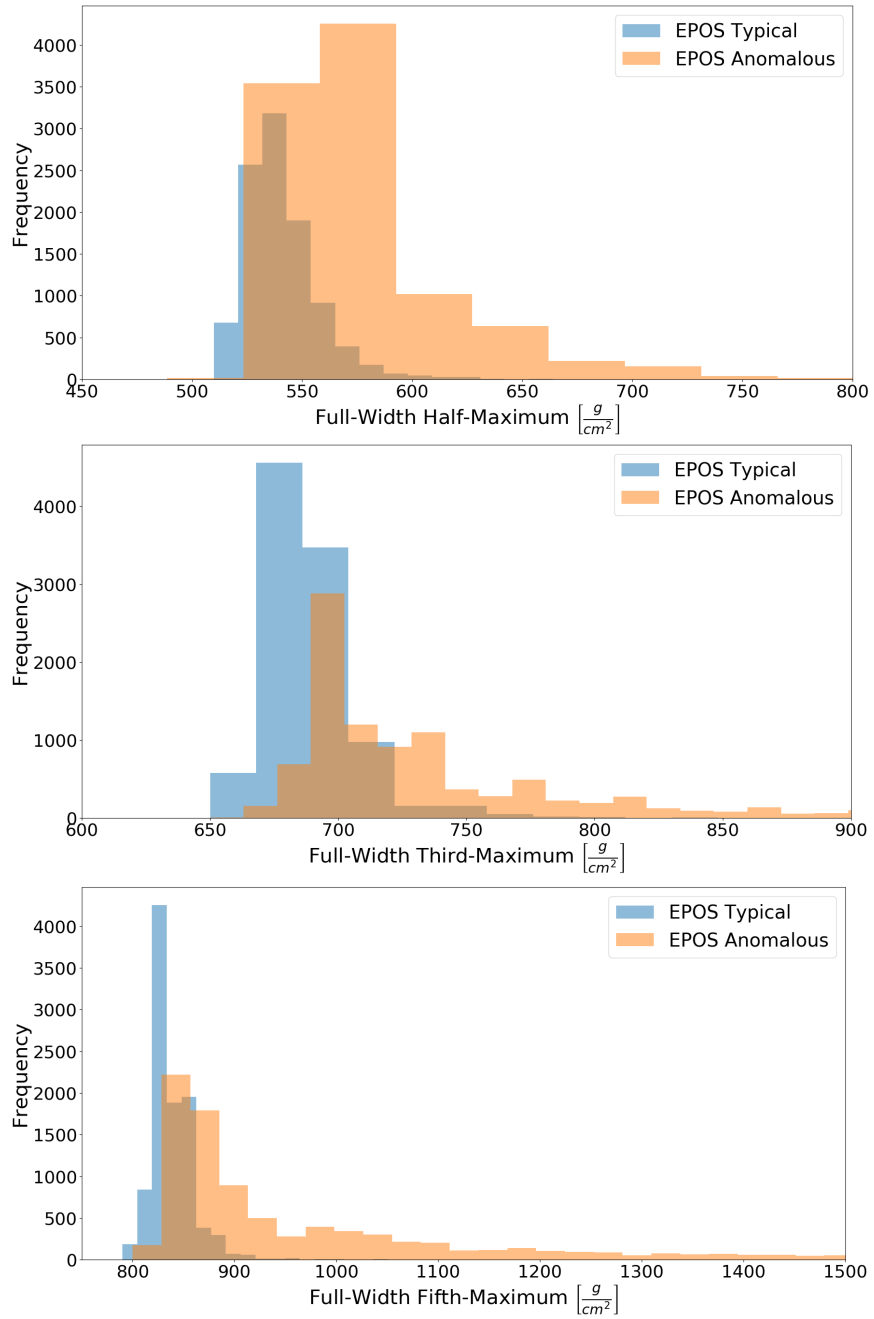 4000
3500
3000
2500
2000
1500
1000
500
0
Frequency
EPOS Typical
EPOS Anomalous
450 500 550 600 650 700 750 800
Full-Width Half-Maximum [g/cm²]
4000
3000
2000
1000
0
Frequency
EPOS Typical
EPOS Anomalous
600 650 700 750 800 850 900
Full-Width Third-Maximum [g/cm²]
4000
3500
3000
2500
2000
1500
1000
500
0
Frequency
EPOS Typical
EPOS Anomalous
800 900 1000 1100 1200 1300 1400 1500
Full-Width Fifth-Maximum [g/cm²]